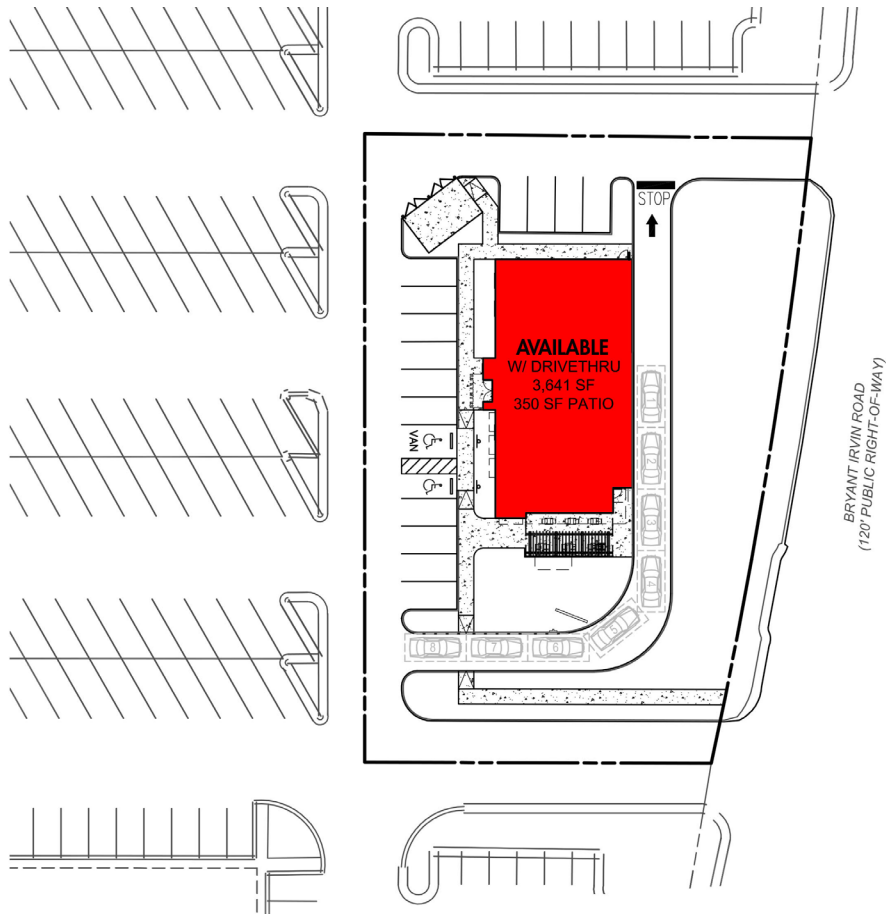 STOP
AVAILABLE
W/ DRIVETHRU
3,641 SF
350 SF PATIO
VAN
1
2
3
4
5
6
7
8
BRYANT IRVIN ROAD
(120' PUBLIC RIGHT-OF-WAY)